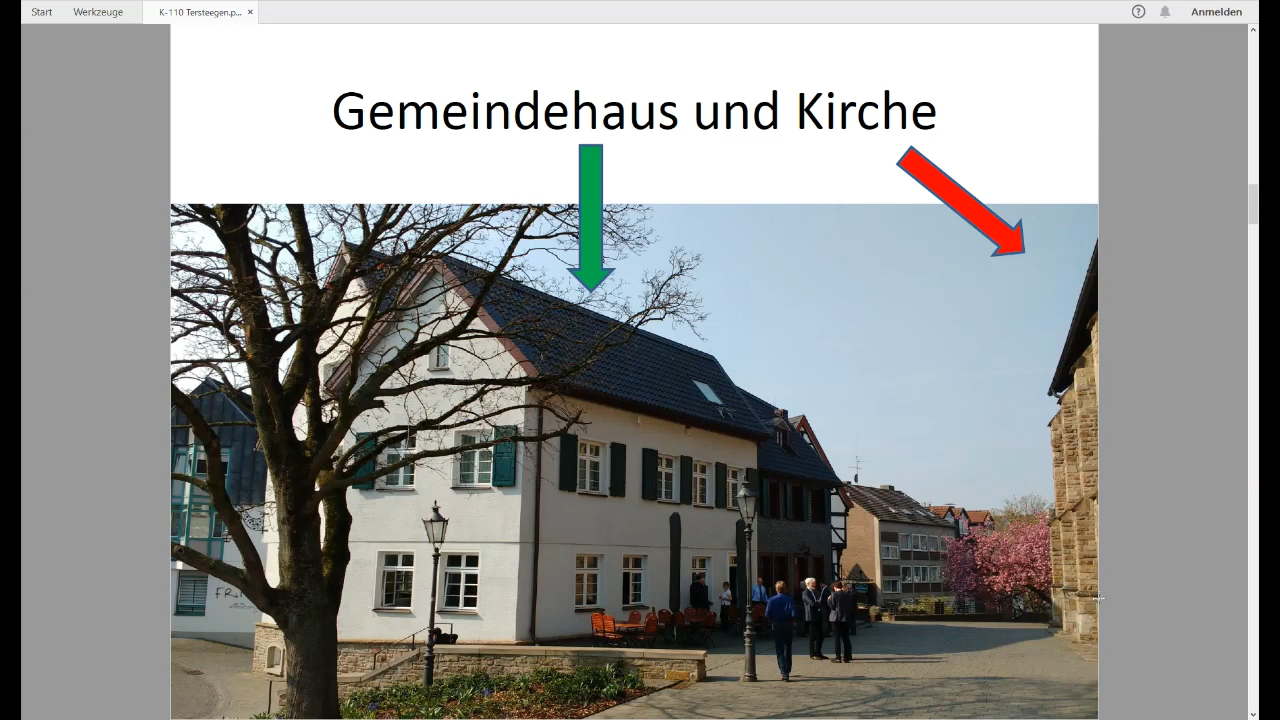 Start Werkzeuge K-110 Tersteegen.p... × ? Anmelden
Gemeindehaus und Kirche